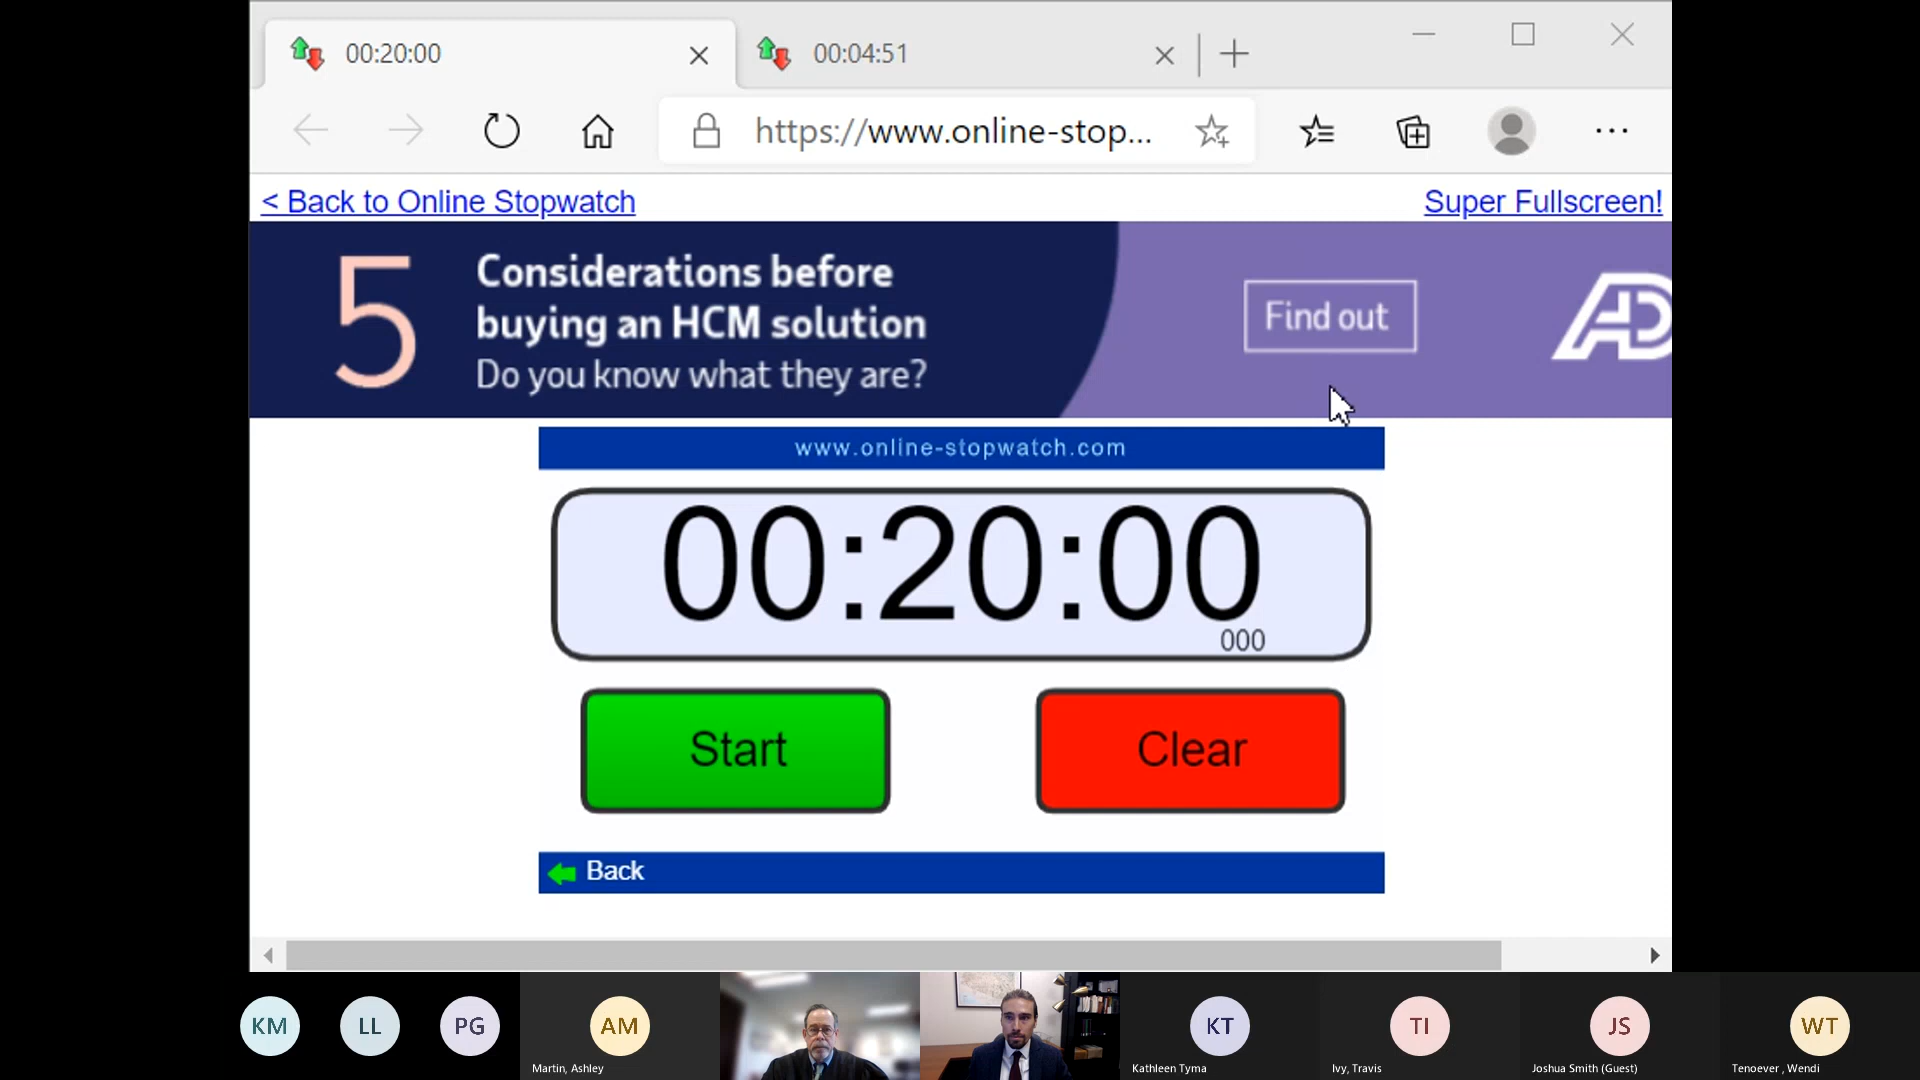 00:20:00
00:04:51
https://www.online-stop...
< Back to Online Stopwatch
Super Fullscreen!
5
Considerations before
buying an HCM solution
Do you know what they are?
Find out
AD
www.online-stopwatch.com
00:20:00
000
Start
Clear
Back
KM
LL
PG
AM
KT
TI
JS
WT
Martin, Ashley
Kathleen Tyma
Ivy, Travis
Joshua Smith (Guest)
Tenoever , Wendi